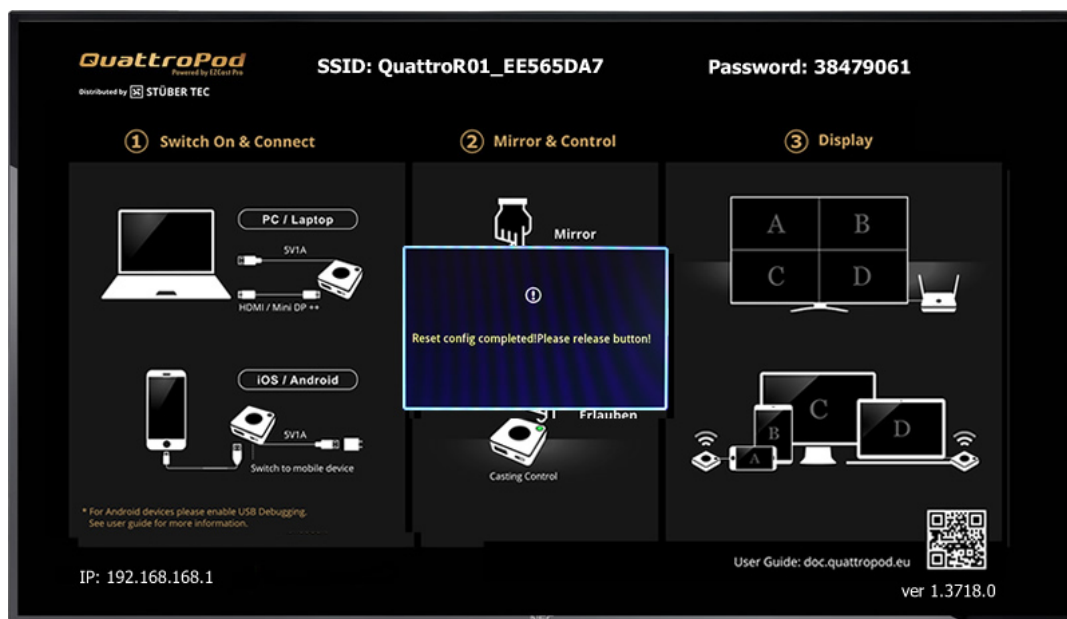 QuattroPod
Powered by EZCast Pro
Distributed by STÜBER TEC
SSID: QuattroR01_EE565DA7
Password: 38479061
1 Switch On & Connect
2 Mirror & Control
3 Display
PC / Laptop
5V1A
HDMI / Mini DP ++
iOS / Android
5V1A
Switch to mobile device
* For Android devices please enable USB Debugging.
See user guide for more information.
Mirror
Reset config completed!Please release button!
Erlauben
Casting Control
A
B
C
D
A
B
C
D
User Guide: doc.quattropod.eu
IP: 192.168.168.1
ver 1.3718.0